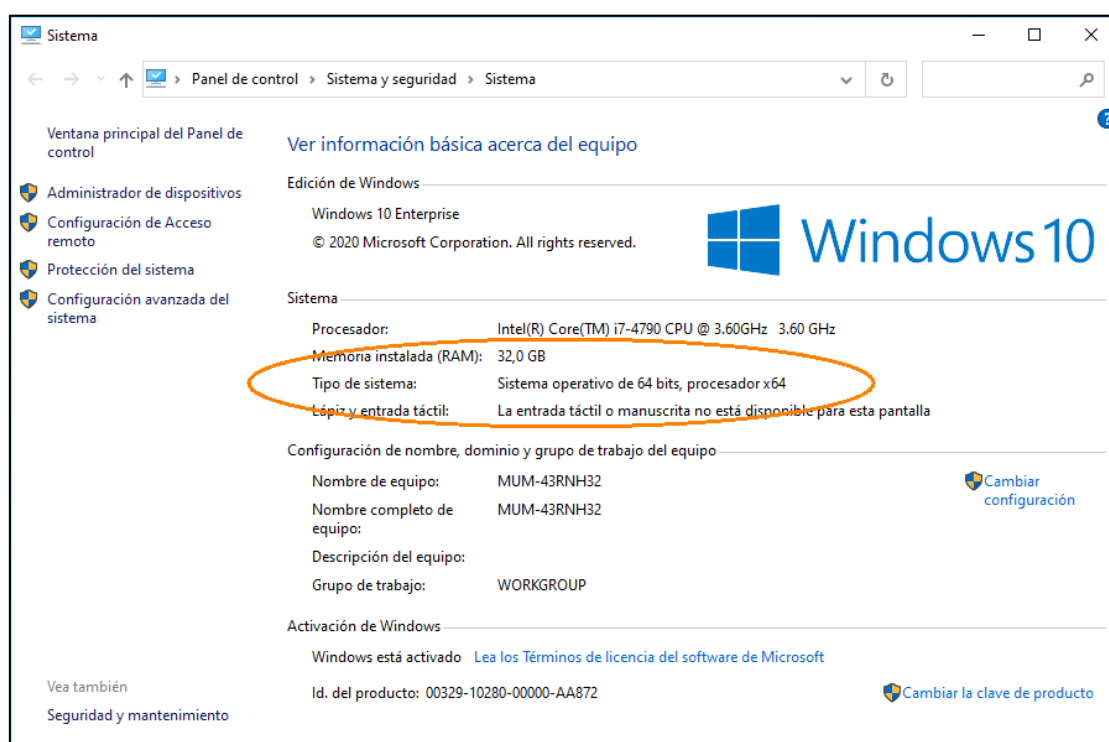 Sistema
Panel de control > Sistema y seguridad > Sistema
Ventana principal del Panel de
control
Administrador de dispositivos
Configuración de Acceso
remoto
Protección del sistema
Configuración avanzada del
sistema
Vea también
Seguridad y mantenimiento
Ver información básica acerca del equipo
Edición de Windows
Windows 10 Enterprise
© 2020 Microsoft Corporation. All rights reserved.
Windows 10
Sistema
Procesador: Intel(R) Core(TM) i7-4790 CPU @ 3.60GHz 3.60 GHz
Memoria instalada (RAM): 32,0 GB
Tipo de sistema: Sistema operativo de 64 bits, procesador x64
Lápiz y entrada táctil: La entrada táctil o manuscrita no está disponible para esta pantalla
Configuración de nombre, dominio y grupo de trabajo del equipo
Nombre de equipo: MUM-43RNH32
Cambiar
configuración
Nombre completo de
equipo: MUM-43RNH32
Descripción del equipo:
Grupo de trabajo: WORKGROUP
Activación de Windows
Windows está activado Lea los Términos de licencia del software de Microsoft
Id. del producto: 00329-10280-00000-AA872
Cambiar la clave de producto